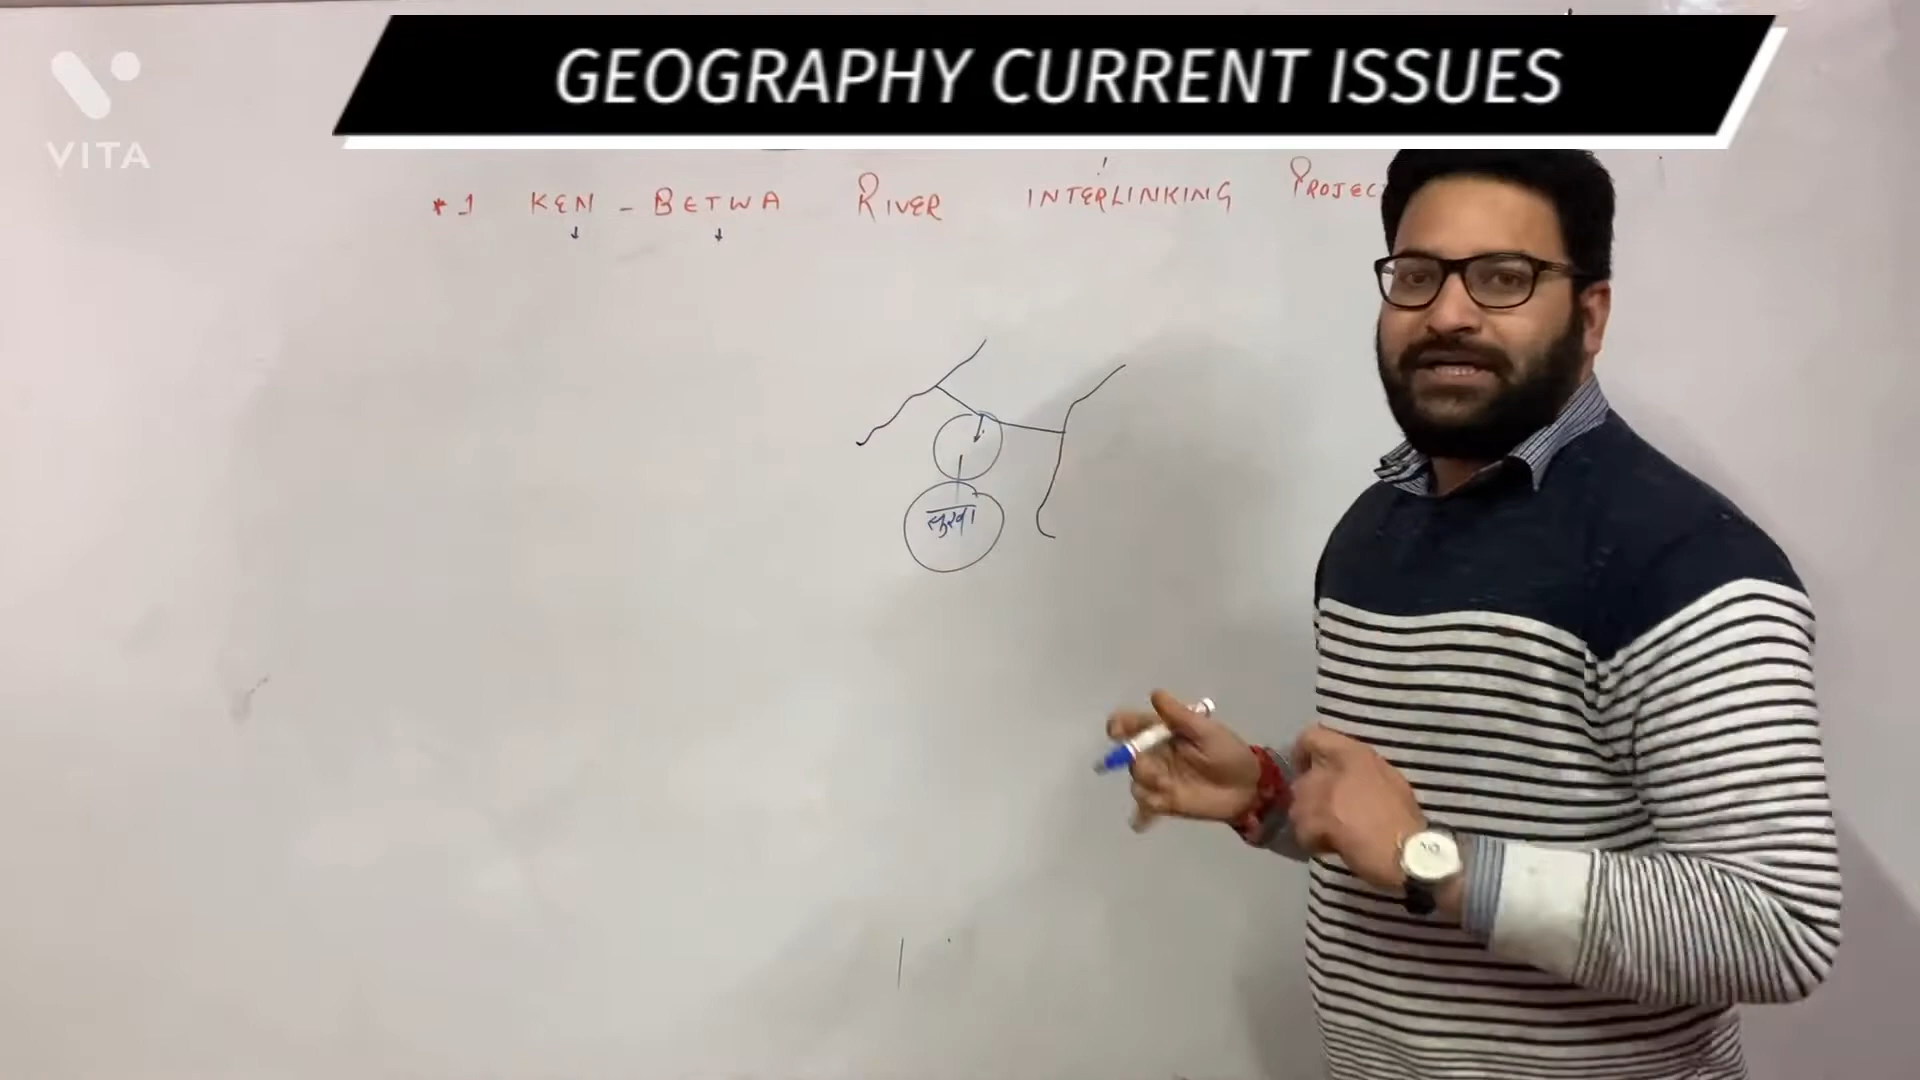 GEOGRAPHY CURRENT ISSUES
VITA
*1 KEN - BETWA RIVER INTERLINKING PROJEC
सूखा